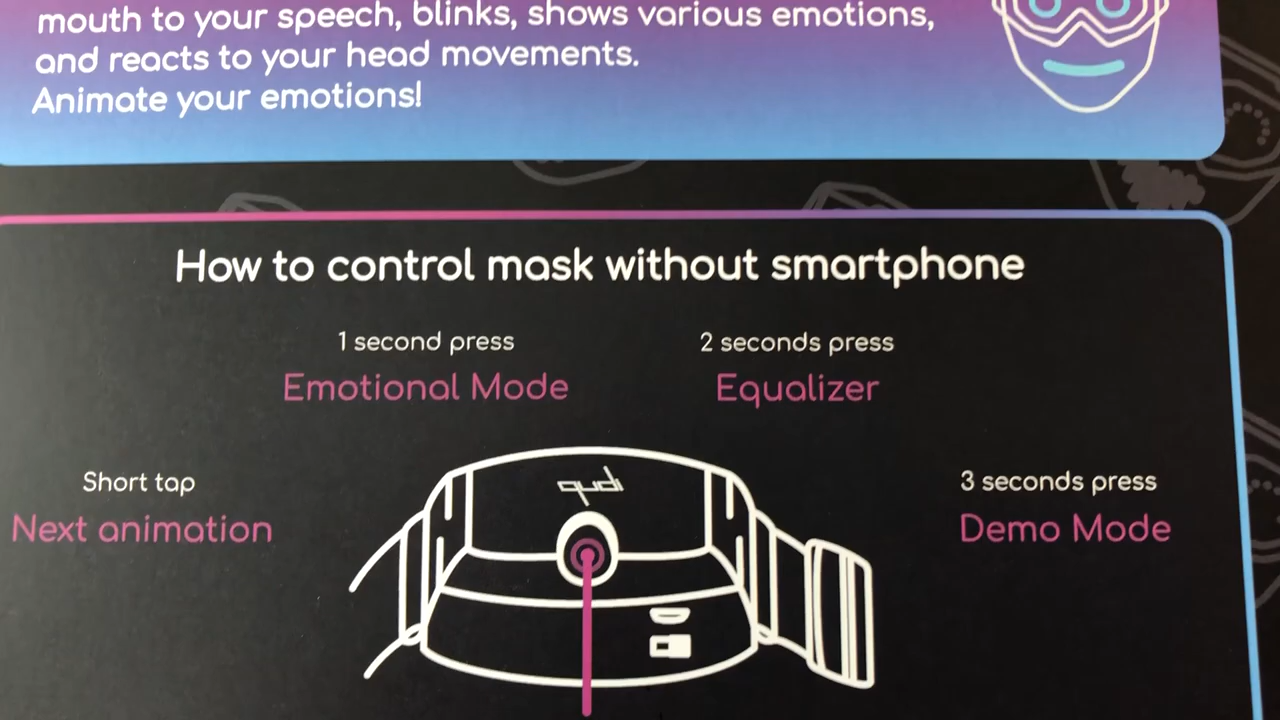 mouth to your speech, blinks, shows various emotions,
and reacts to your head movements.
Animate your emotions!
How to control mask without smartphone
1 second press
Emotional Mode
2 seconds press
Equalizer
Short tap
Next animation
qudi
3 seconds press
Demo Mode